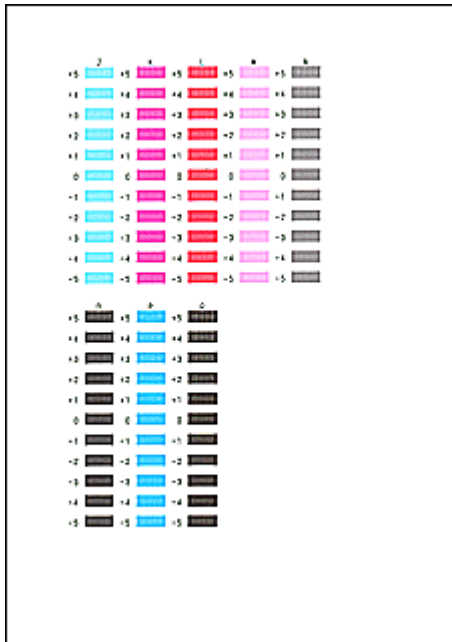 J K L M N
+5 +5 +5 +5 +5
+4 +4 +4 +4 +4
+3 +3 +3 +3 +3
+2 +2 +2 +2 +2
+1 +1 +1 +1 +1
0 0 0 0 0
-1 -1 -1 -1 -1
-2 -2 -2 -2 -2
-3 -3 -3 -3 -3
-4 -4 -4 -4 -4
-5 -5 -5 -5 -5
+5 +5 +5
+4 +4 +4
+3 +3 +3
+2 +2 +2
+1 +1 +1
0 0 0
-1 -1 -1
-2 -2 -2
-3 -3 -3
-4 -4 -4
-5 -5 -5